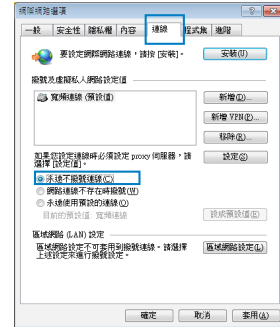 網際網路選項
一般 安全性 隱私權 內容 連線 程式集 進階
要設定網際網路連線，請按 [安裝]。
安裝(U)
撥號及虛擬私人網路設定值
寬頻連線 (預設值)
新增(D)...
新增 VPN(P)...
移除(R)...
如果您設定連線時必須設定 proxy 伺服器，請
選擇 [設定值]。
設定(S)
永遠不撥號連線(C)
網路連線不存在時撥號(W)
永遠使用預設的連線(O)
目前的預設值: 寬頻連線
設成預設值(E)
區域網路 (LAN) 設定
區域網路設定不可套用到撥號連線。請選擇
上述設定來進行撥號設定。
區域網路設定(L)
確定 取消 套用(A)